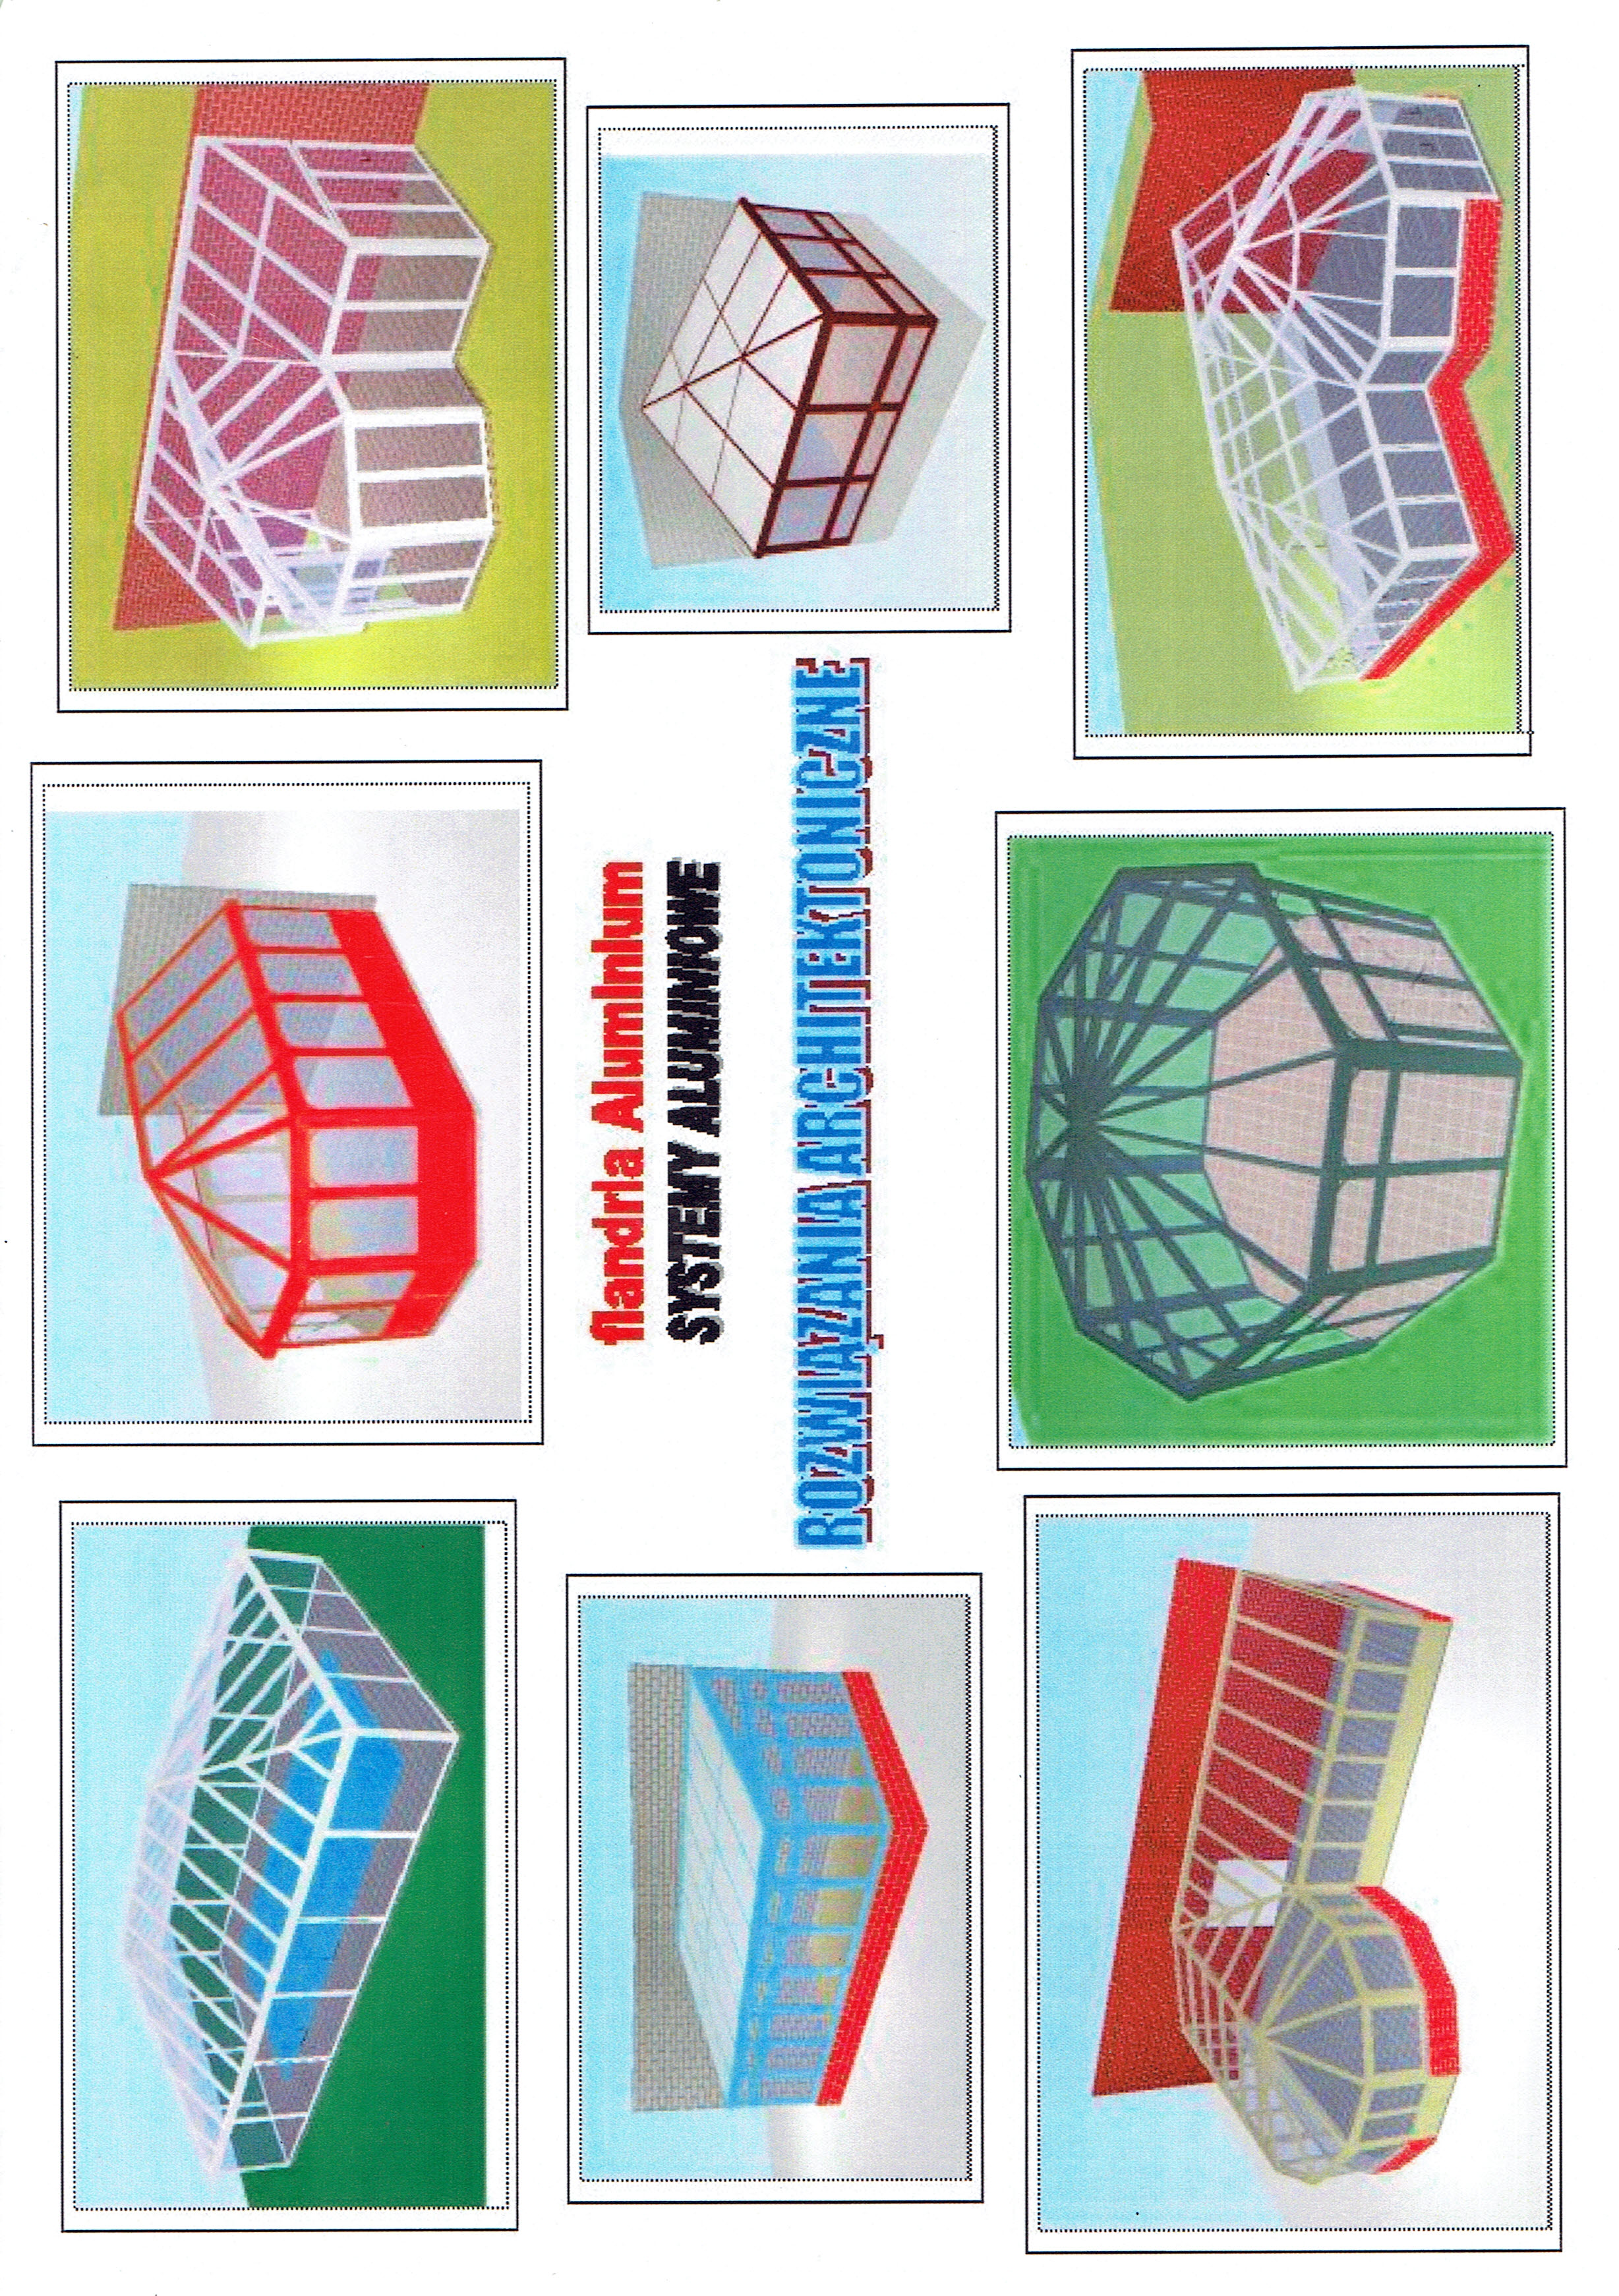 flandria Aluminium
SYSTEMY ALUMINIOWE
ROZWIĄZANIA ARCHITEKTONICZNE